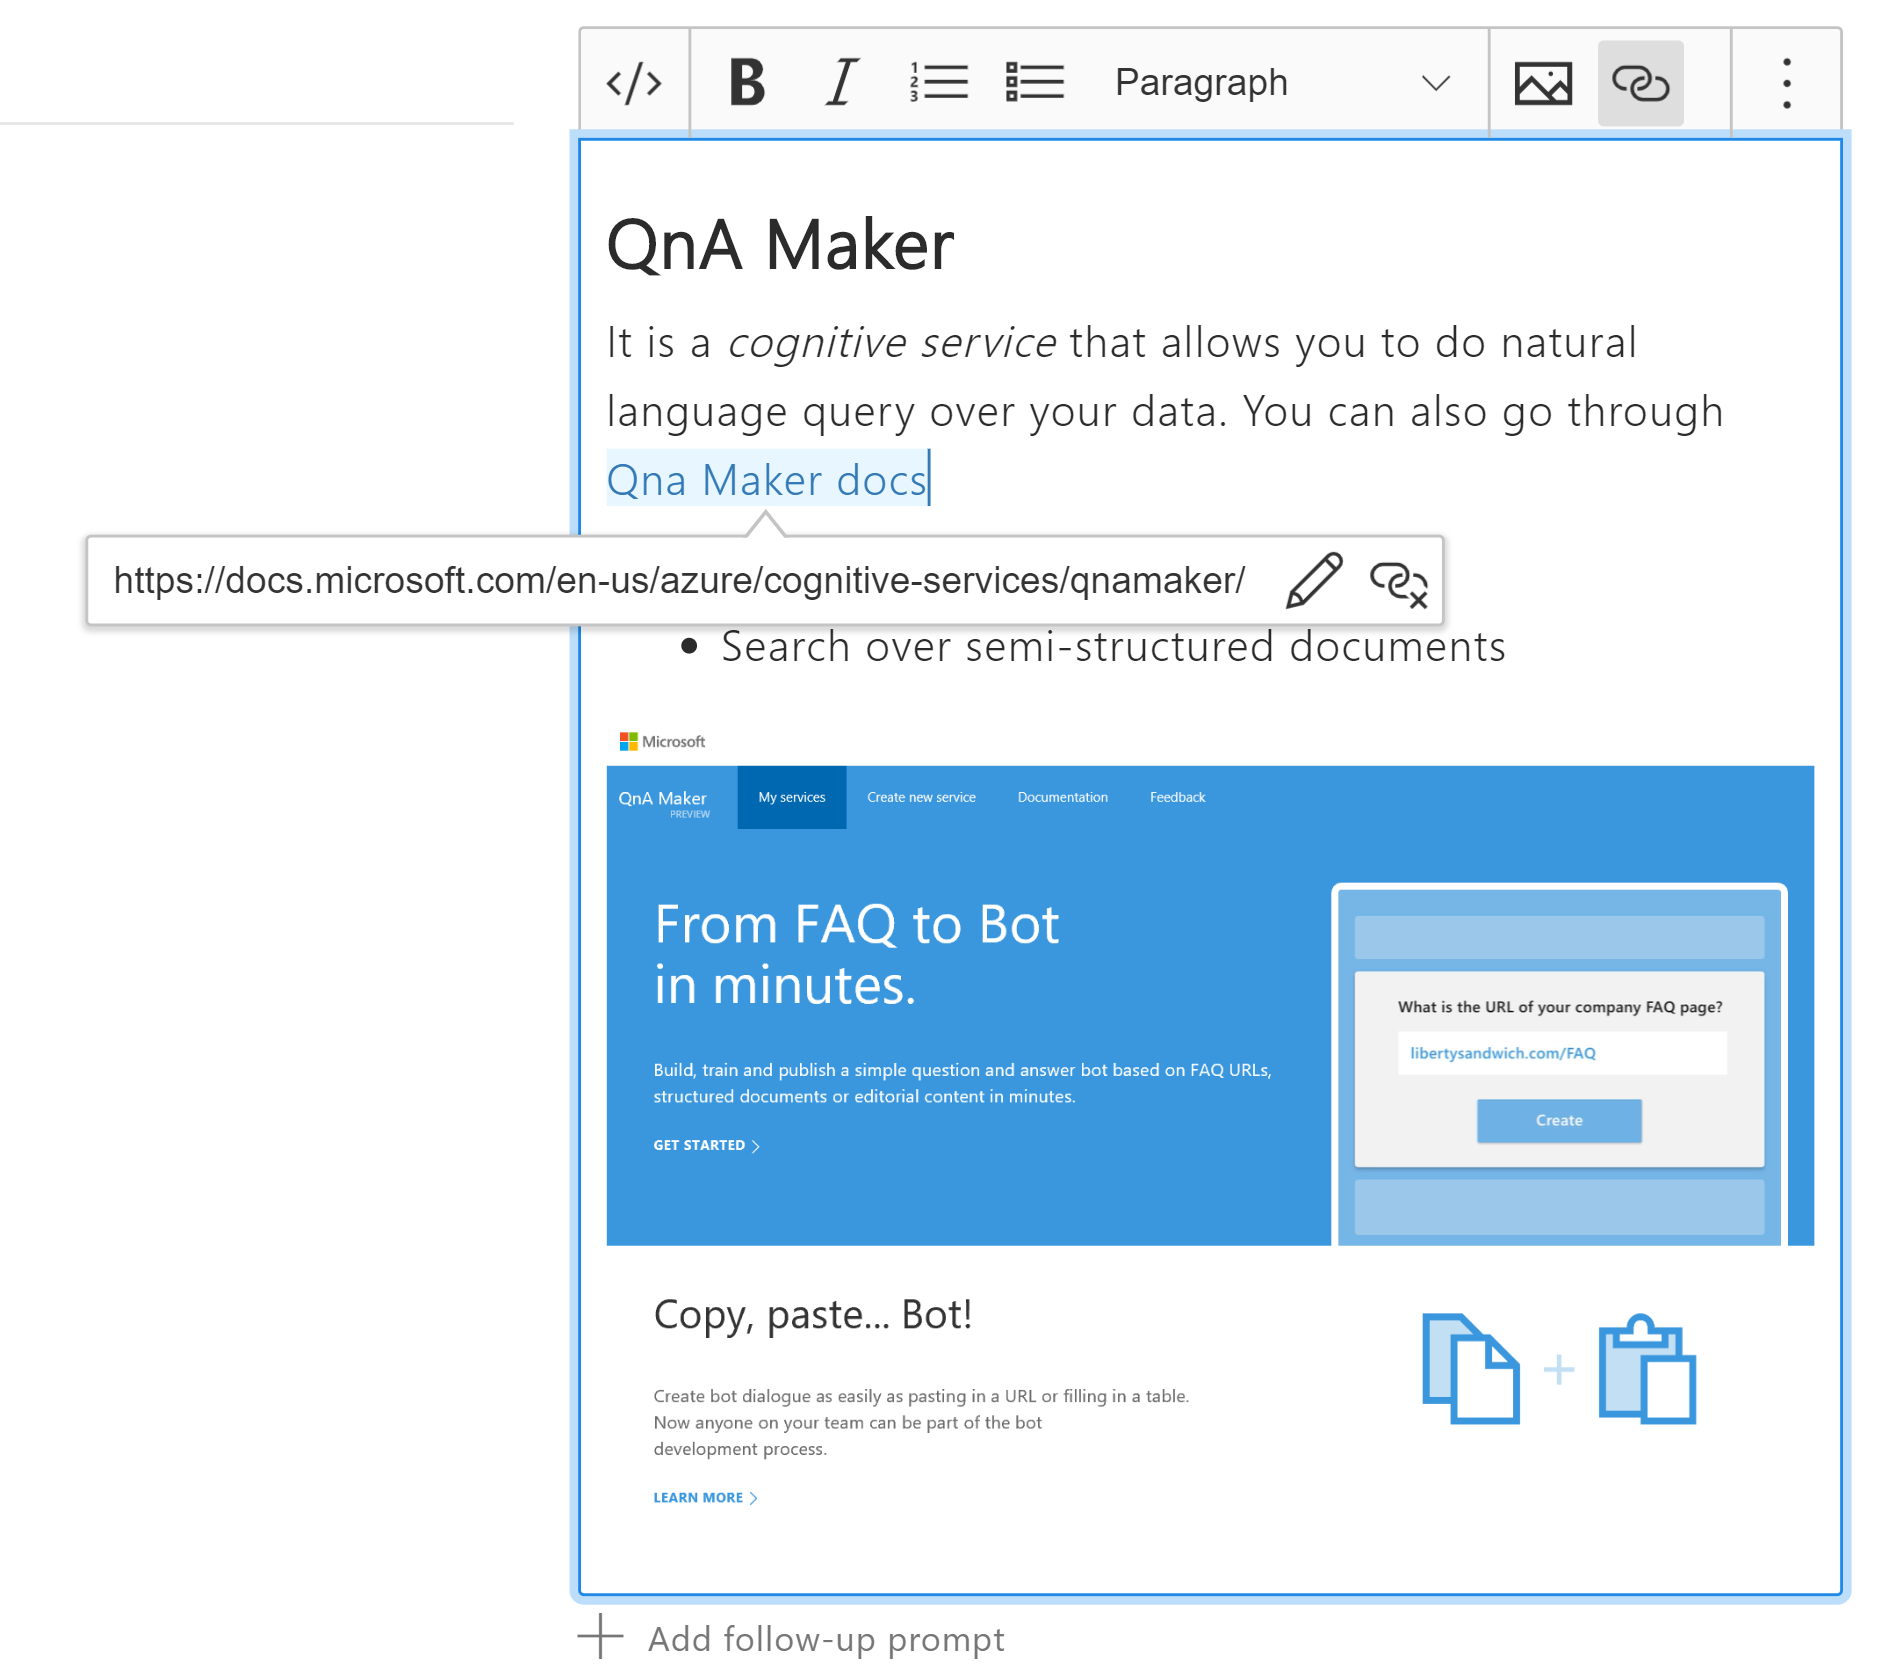 </> B I Paragraph
QnA Maker
It is a cognitive service that allows you to do natural
language query over your data. You can also go through
Qna Maker docs
https://docs.microsoft.com/en-us/azure/cognitive-services/qnamaker/
• Search over semi-structured documents
Microsoft
QnA Maker
PREVIEW
My services
Create new service
Documentation
Feedback
From FAQ to Bot
in minutes.
Build, train and publish a simple question and answer bot based on FAQ URLs,
structured documents or editorial content in minutes.
GET STARTED >
What is the URL of your company FAQ page?
libertysandwich.com/FAQ
Create
Copy, paste... Bot!
Create bot dialogue as easily as pasting in a URL or filling in a table.
Now anyone on your team can be part of the bot
development process.
LEARN MORE >
Add follow-up prompt